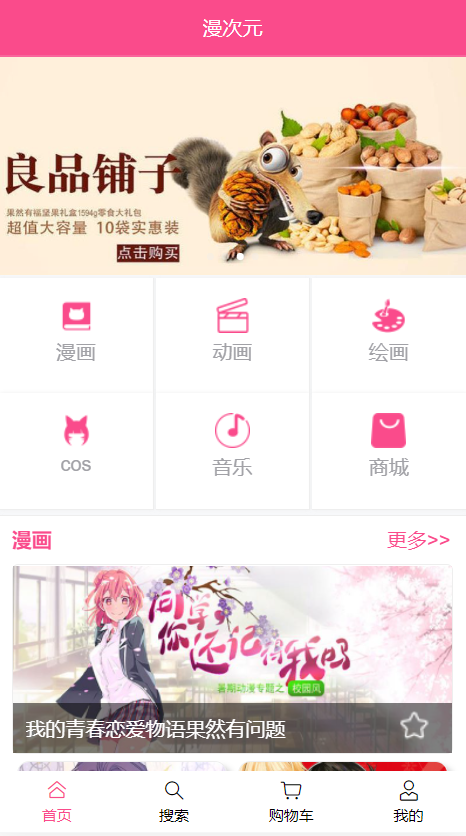 漫次元
良品铺子
果然有福坚果礼盒1594g零食大礼包
超值大容量 10袋实惠装
点击购买
漫画
动画
绘画
COS
音乐
商城
漫画
更多>>
同学，
你还记得我吗
暑期动漫专题之 校园风
我的青春恋爱物语果然有问题
首页
搜索
购物车
我的